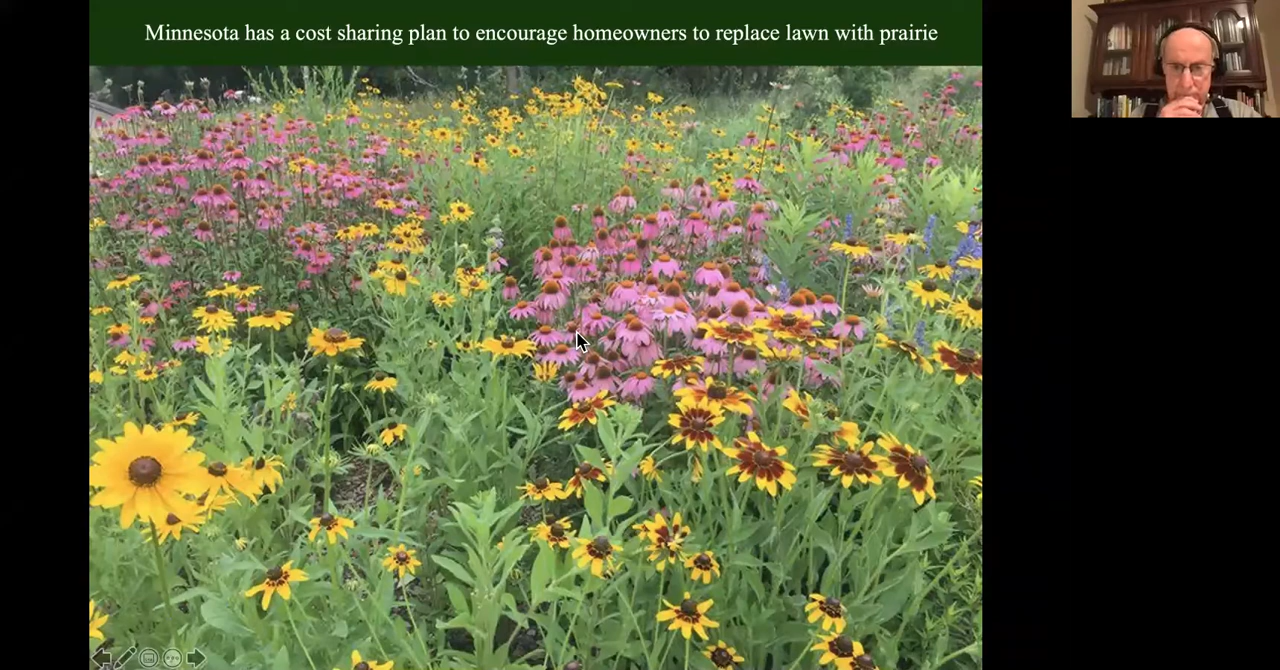 Minnesota has a cost sharing plan to encourage homeowners to replace lawn with prairie